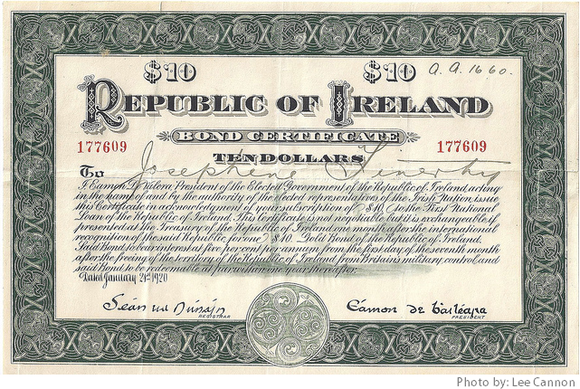 $10 $10 A.A. 1660.
REPUBLIC OF IRELAND
BOND CERTIFICATE
177609 TEN DOLLARS 177609
To Josephine Finerty
I Eamon De Valera, President of the Elected Government of the Republic of Ireland, acting
in the name of and by the authority of the elected representatives of the Irish Nation, issue
this Certificate in acknowledgment of your subscription of $10 to the First National
Loan of the Republic of Ireland. This Certificate is not negotiable but it is exchangeable if
presented at the Treasury of the Republic of Ireland one month after the international
recognition of the said Republic for one $10. Gold Bond of the Republic of Ireland.
Said Bond to bear interest at five per cent per annum from the first day of the seventh month
after the freeing of the territory of the Republic of Ireland from Britain's military control and
said Bond to be redeemable at par within one year thereafter.
Dated January 21st 1920
Seán
Éamon de
REGISTRAR
PRESIDENT
Photo by: Lee Cannon